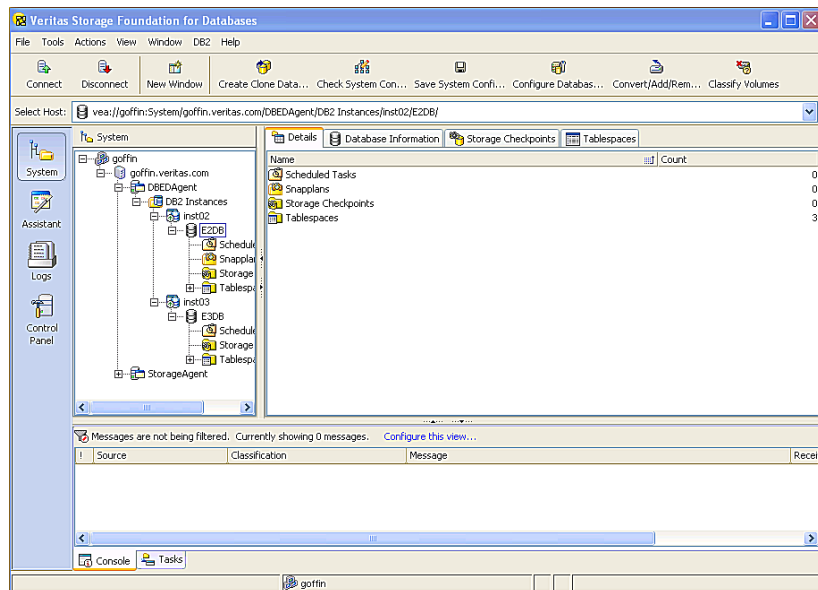 Veritas Storage Foundation for Databases
File Tools Actions View Window DB2 Help
Connect Disconnect New Window Create Clone Data... Check System Con... Save System Confi... Configure Databas... Convert/Add/Rem... Classify Volumes
Select Host: vea://goffin:System/goffin.veritas.com/DBEDAgent/DB2 Instances/inst02/E2DB/
System
Assistant
Logs
Control Panel
System
goffin
goffin.veritas.com
DBEDAgent
DB2 Instances
inst02
E2DB
Schedule
Snapplan
Storage
Tablespa
inst03
E3DB
Schedule
Storage
Tablespa
StorageAgent
Details Database Information Storage Checkpoints Tablespaces
Name Count
Scheduled Tasks 0
Snapplans 0
Storage Checkpoints 0
Tablespaces 3
Messages are not being filtered. Currently showing 0 messages. Configure this view...
! Source Classification Message Recei
Console Tasks
goffin